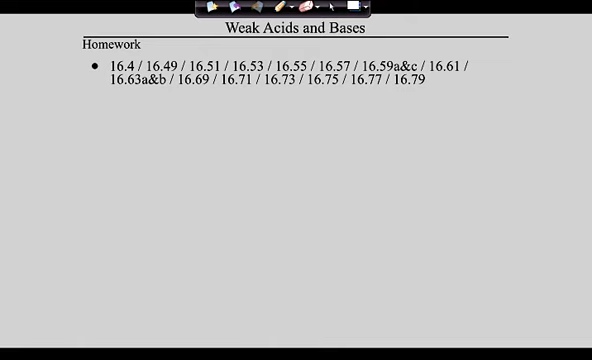 Weak Acids and Bases
Homework
● 16.4 / 16.49 / 16.51 / 16.53 / 16.55 / 16.57 / 16.59a&c / 16.61 /
16.63a&b / 16.69 / 16.71 / 16.73 / 16.75 / 16.77 / 16.79